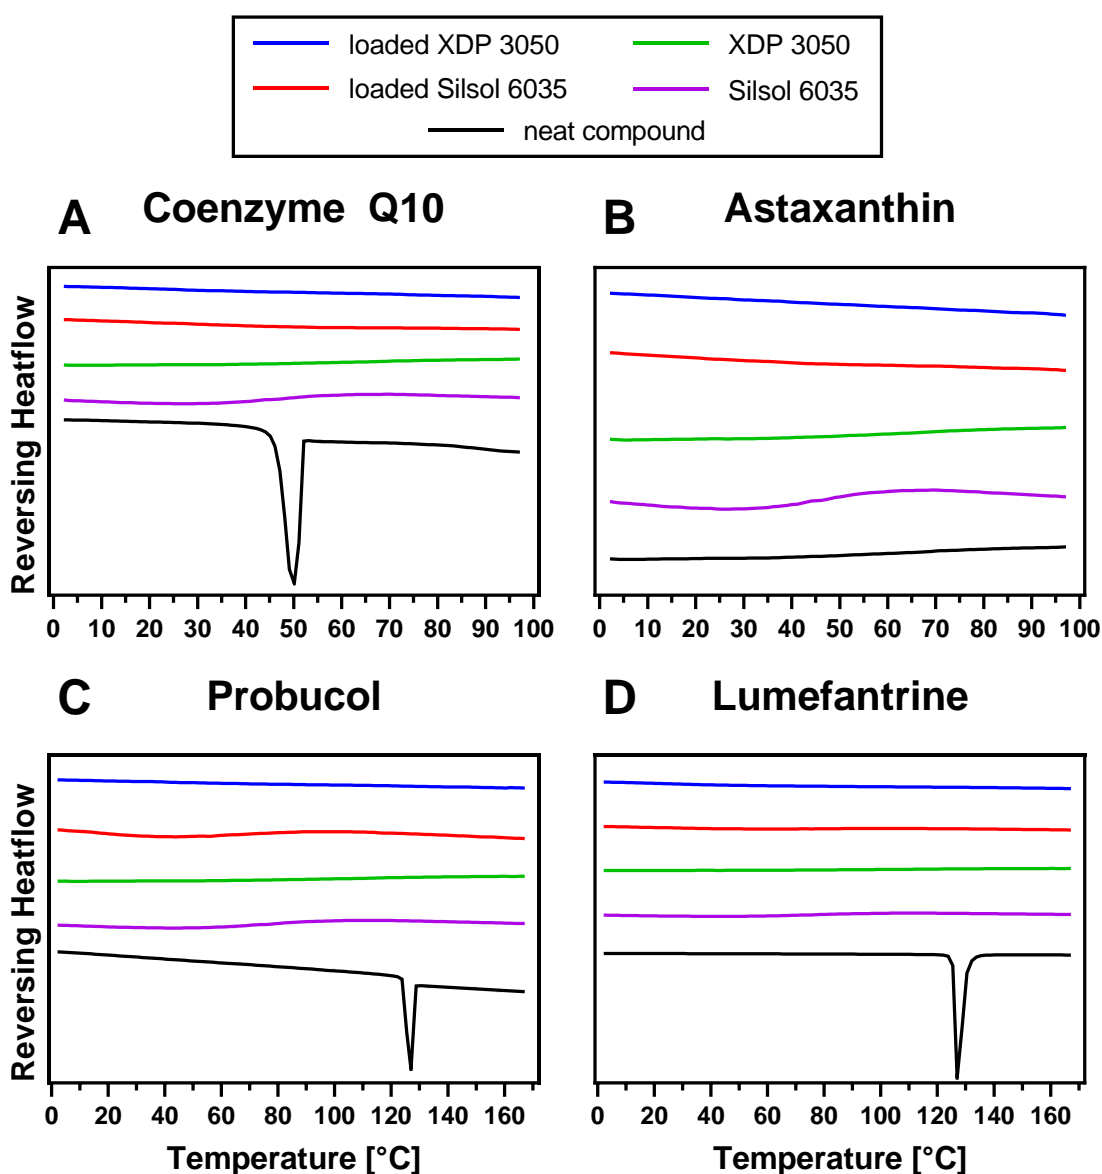 loaded XDP 3050 XDP 3050
loaded Silsol 6035 Silsol 6035
neat compound
A Coenzyme Q10 B Astaxanthin
Reversing Heatflow
0 10 20 30 40 50 60 70 80 90 100 0 10 20 30 40 50 60 70 80 90 100
C Probucol D Lumefantrine
Reversing Heatflow
0 20 40 60 80 100 120 140 160 0 20 40 60 80 100 120 140 160
Temperature [°C] Temperature [°C]